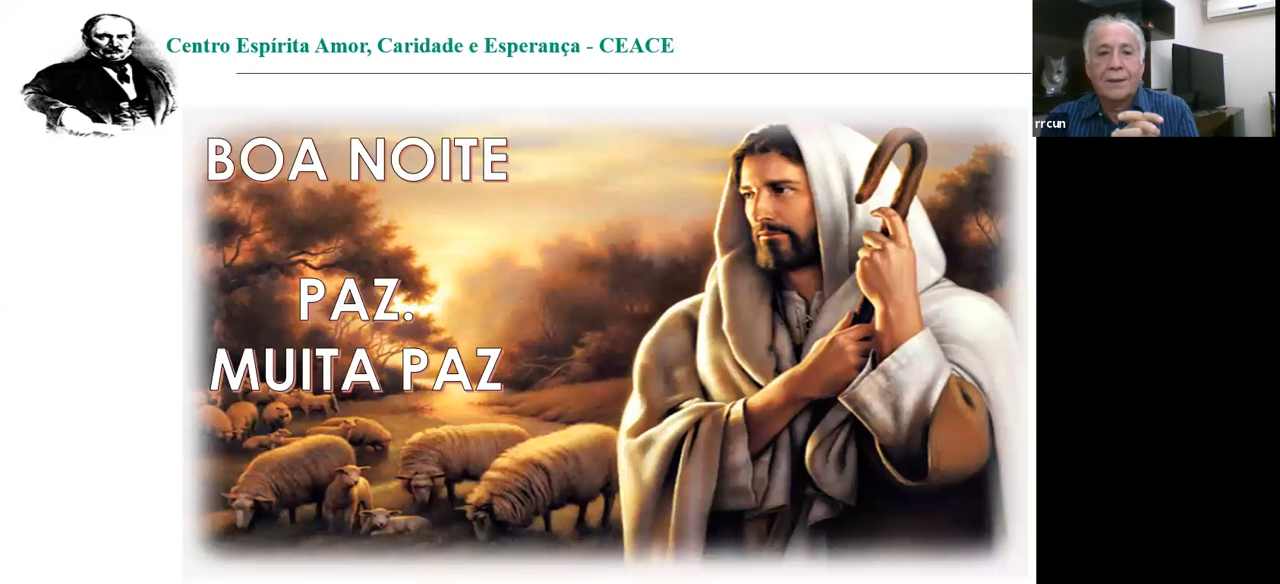 Centro Espírita Amor, Caridade e Esperança - CEACE
BOA NOITE
PAZ.
MUITA PAZ
rrcun